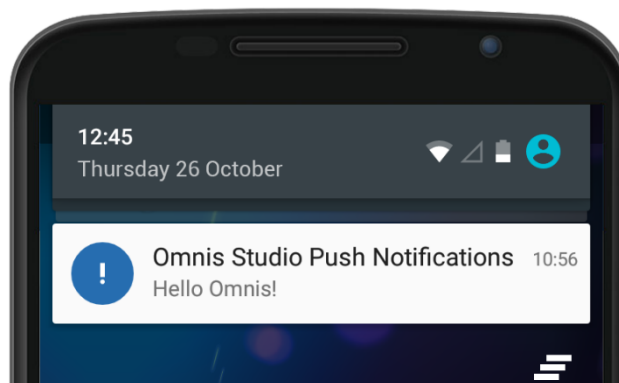 12:45
Thursday 26 October
Omnis Studio Push Notifications 10:56
Hello Omnis!